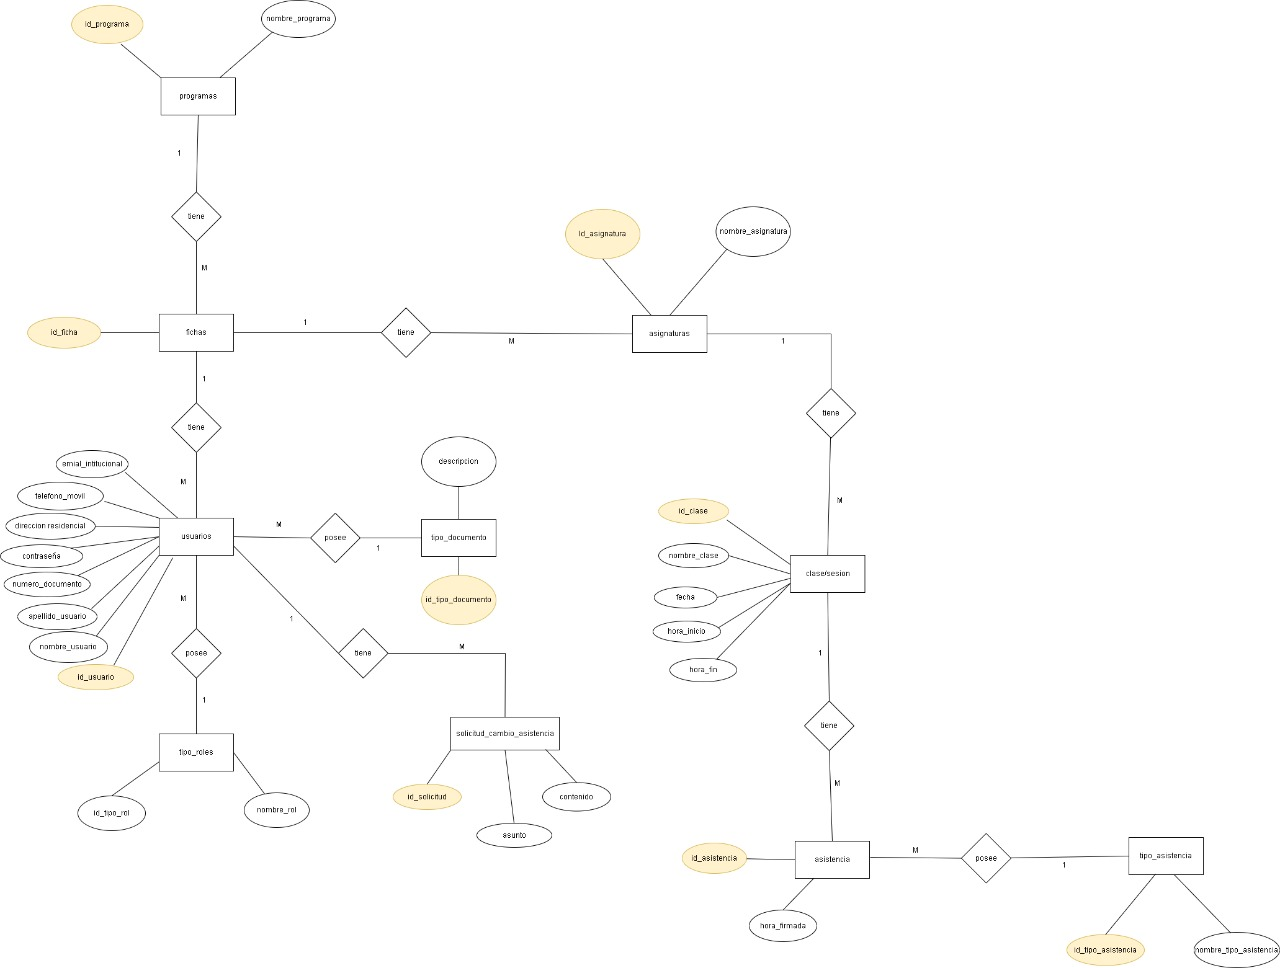 id_programa
nombre_programa
programas
1
tiene
M
id_asignatura
nombre_asignatura
id_ficha
fichas
1
tiene
M
asignaturas
1
1
tiene
tiene
M
emial_intitucional
telefono_movil
direccion residencial
contraseña
numero_documento
apellido_usuario
nombre_usuario
id_usuario
usuarios
M
posee
1
descripcion
tipo_documento
id_tipo_documento
M
id_clase
nombre_clase
fecha
hora_inicio
hora_fin
clase/sesion
M
posee
1
1
tiene
M
tipo_roles
id_tipo_rol
nombre_rol
solicitud_cambio_asistencia
id_solicitud
asunto
contenido
1
tiene
M
id_asistencia
asistencia
hora_firmada
M
posee
1
tipo_asistencia
id_tipo_asistencia
nombre_tipo_asistencia